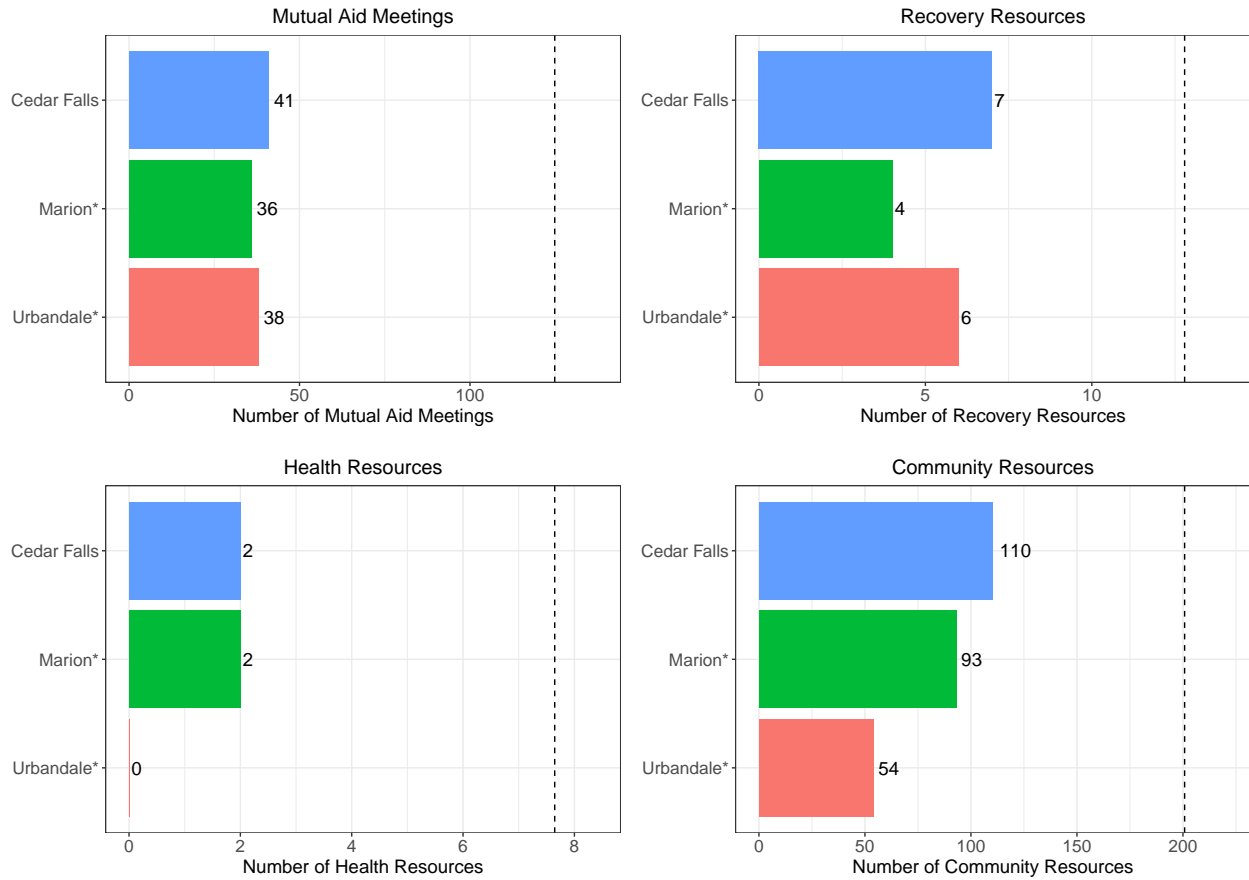 Mutual Aid Meetings
Cedar Falls
41
Marion*
36
Urbandale*
38
0 50 100
Number of Mutual Aid Meetings
Recovery Resources
Cedar Falls
7
Marion*
4
Urbandale*
6
0 5 10
Number of Recovery Resources
Health Resources
Cedar Falls
2
Marion*
2
Urbandale*
0
0 2 4 6 8
Number of Health Resources
Community Resources
Cedar Falls
110
Marion*
93
Urbandale*
54
0 50 100 150 200
Number of Community Resources